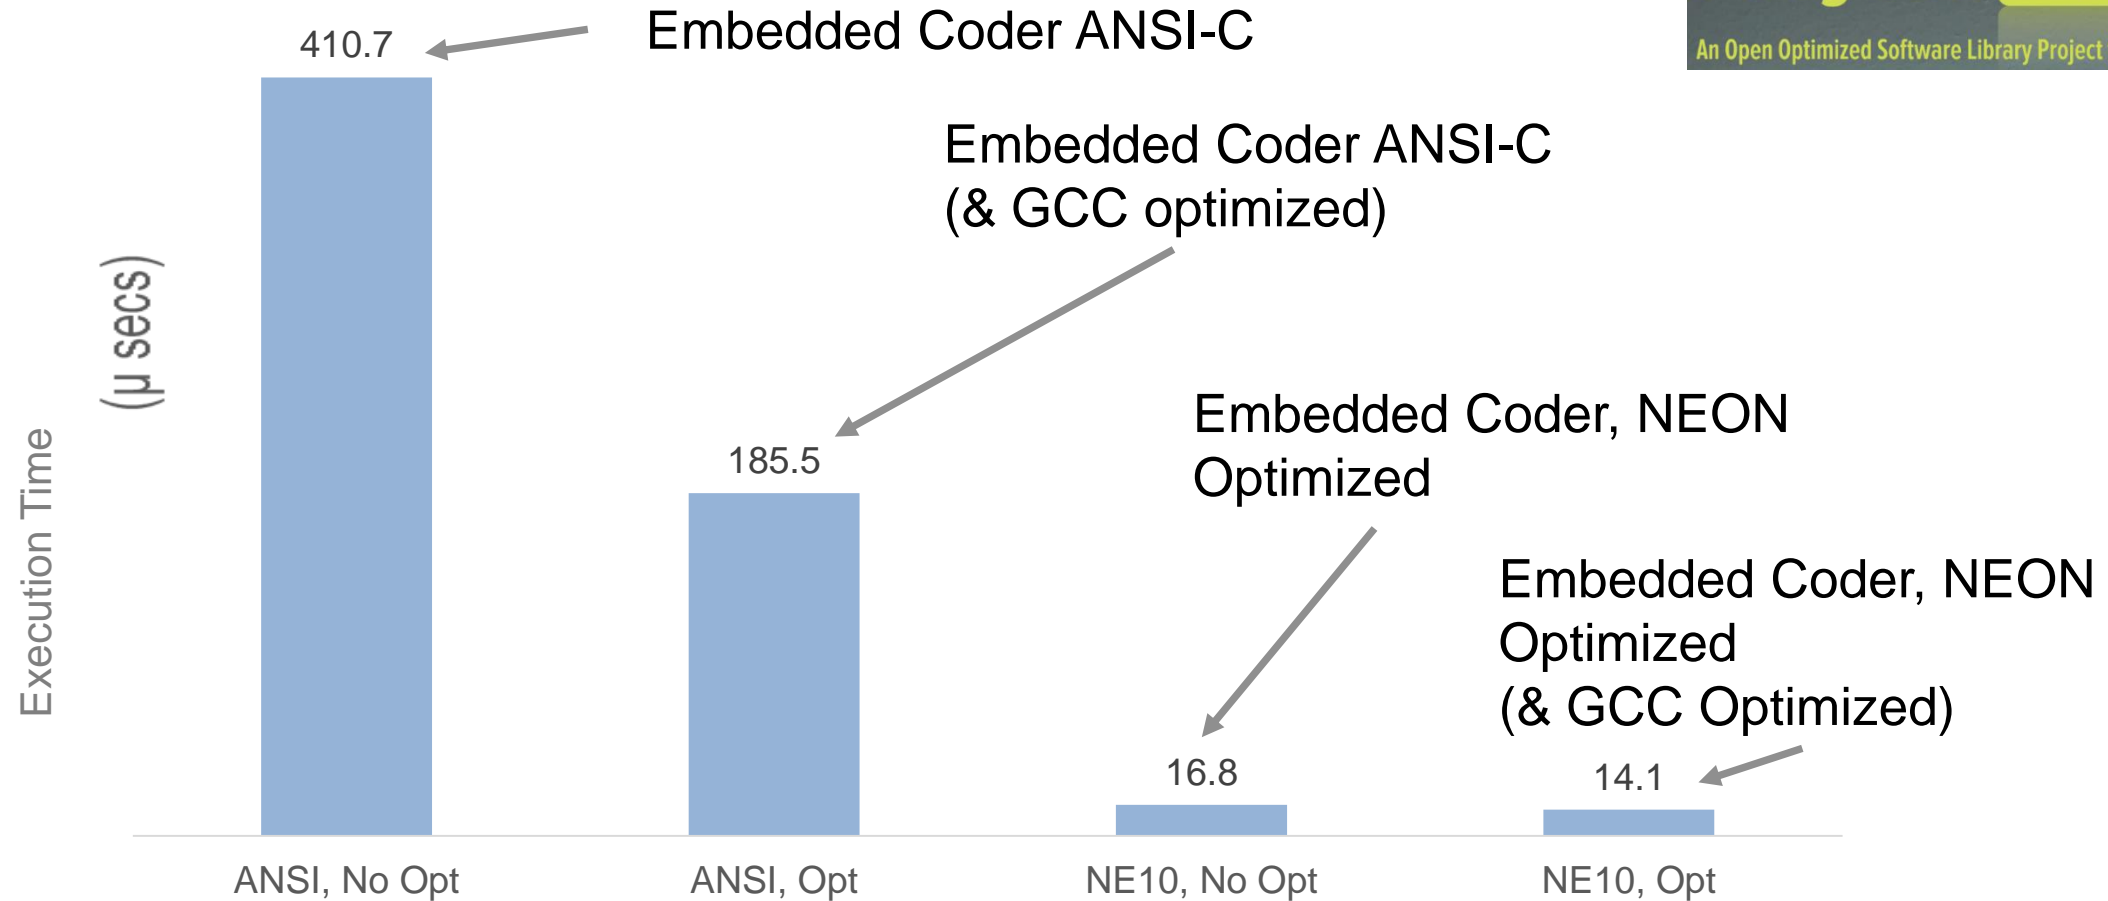 An Open Optimized Software Library Project
Embedded Coder ANSI-C
410.7
Embedded Coder ANSI-C
(& GCC optimized)
185.5
Embedded Coder, NEON
Optimized
16.8
Embedded Coder, NEON
Optimized
(& GCC Optimized)
14.1
Execution Time
(μ secs)
ANSI, No Opt
ANSI, Opt
NE10, No Opt
NE10, Opt